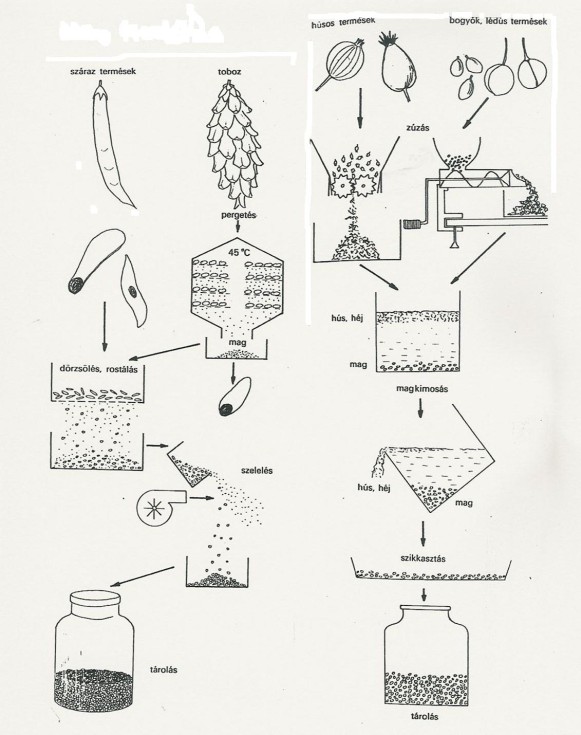 húsos termések
bogyók, lédús termések
száraz termések
toboz
zúzás
pergetés
45°C
mag
dörzsölés, rostálás
hús, héj
mag
magkimosás
szelelés
hús, héj
mag
szikkasztás
tárolás
tárolás